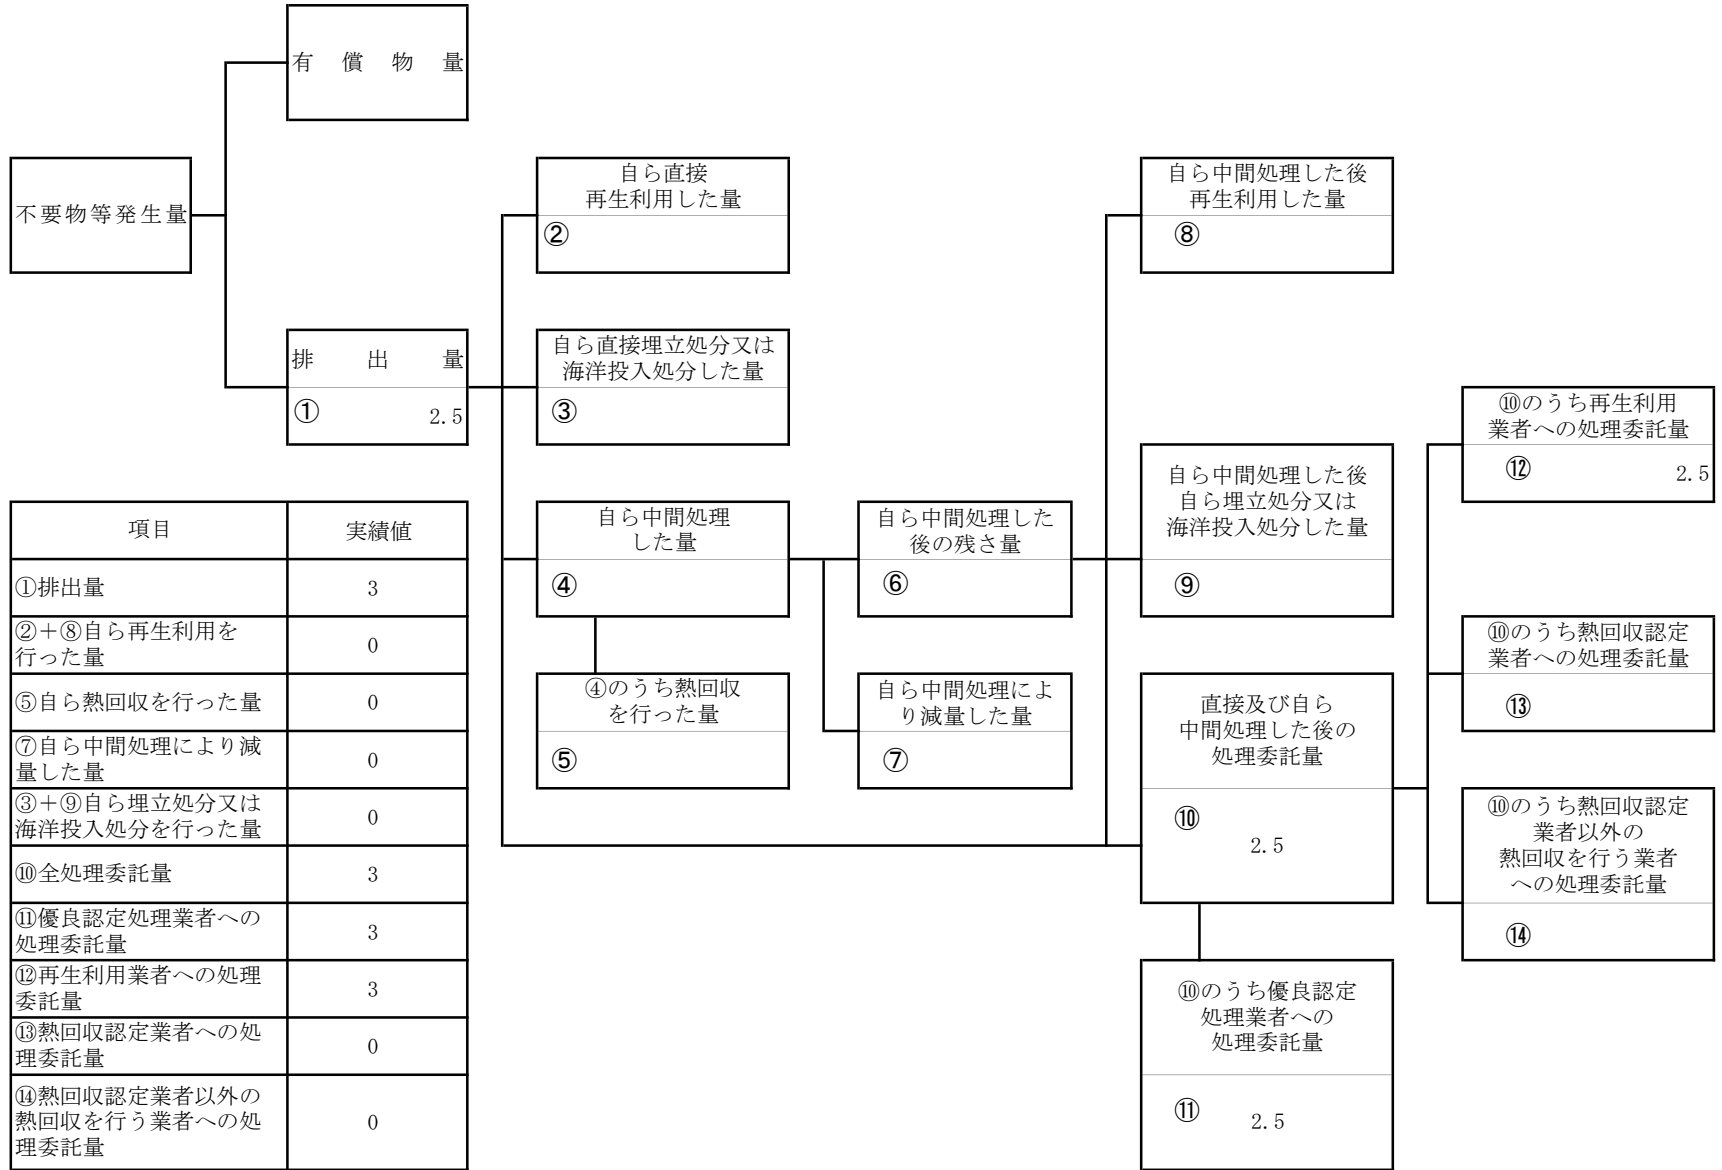 有償物量
不要物等発生量
排出量
① 2.5
自ら直接
再生利用した量
②
自ら直接埋立処分又は
海洋投入処分した量
③
自ら中間処理
した量
④
④のうち熱回収
を行った量
⑤
自ら中間処理した
後の残さ量
⑥
自ら中間処理によ
り減量した量
⑦
自ら中間処理した後
再生利用した量
⑧
自ら中間処理した後
自ら埋立処分又は
海洋投入処分した量
⑨
直接及び自ら
中間処理した後の
処理委託量
⑩
2.5
⑩のうち優良認定
処理業者への
処理委託量
⑪ 2.5
⑩のうち再生利用
業者への処理委託量
⑫ 2.5
⑩のうち熱回収認定
業者への処理委託量
⑬
⑩のうち熱回収認定
業者以外の
熱回収を行う業者
への処理委託量
⑭
項目 実績値
①排出量 3
②＋⑧自ら再生利用を
行った量 0
⑤自ら熱回収を行った量 0
⑦自ら中間処理により減
量した量 0
③＋⑨自ら埋立処分又は
海洋投入処分を行った量 0
⑩全処理委託量 3
⑪優良認定処理業者への
処理委託量 3
⑫再生利用業者への処理
委託量 3
⑬熱回収認定業者への処
理委託量 0
⑭熱回収認定業者以外の
熱回収を行う業者への処
理委託量 0